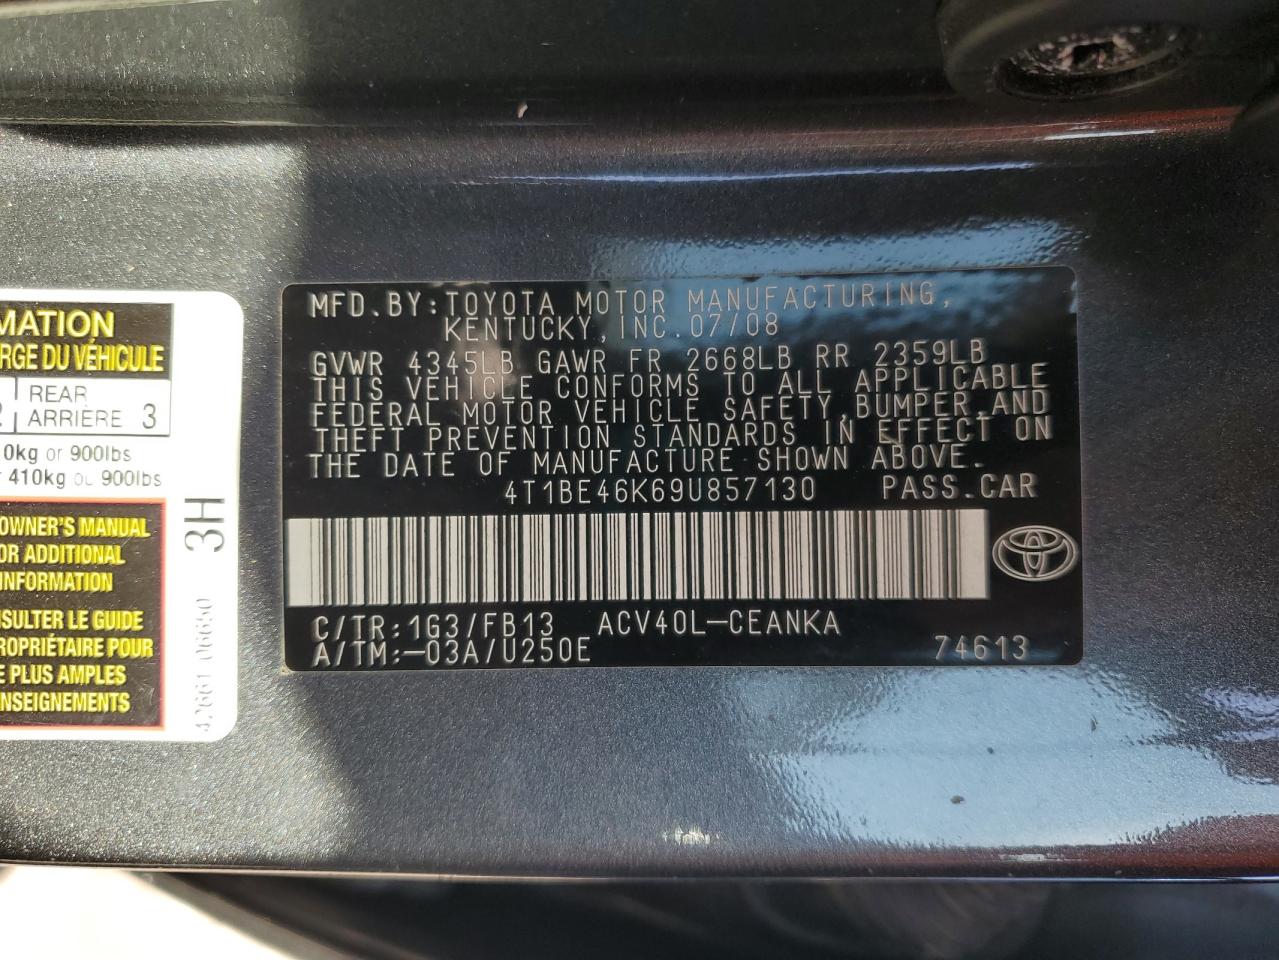 MATION
RGE DU VÉHICULE
REAR
ARRIÈRE 3
0kg or 900lbs
410kg ou 900lbs
OWNER'S MANUAL
OR ADDITIONAL
INFORMATION
NSULTER LE GUIDE
PROPRIÉTAIRE POUR
E PLUS AMPLES
NSEIGNEMENTS
3H
42661 06650
MFD.BY:TOYOTA MOTOR MANUFACTURING,
KENTUCKY,INC.07/08
GVWR 4345LB GAWR FR 2668LB RR 2359LB
THIS VEHICLE CONFORMS TO ALL APPLICABLE
FEDERAL MOTOR VEHICLE SAFETY,BUMPER,AND
THEFT PREVENTION STANDARDS IN EFFECT ON
THE DATE OF MANUFACTURE SHOWN ABOVE.
4T1BE46K69U857130 PASS.CAR
C/TR:1G3/FB13 ACV40L-CEANKA
A/TM:-03A/U250E 74613